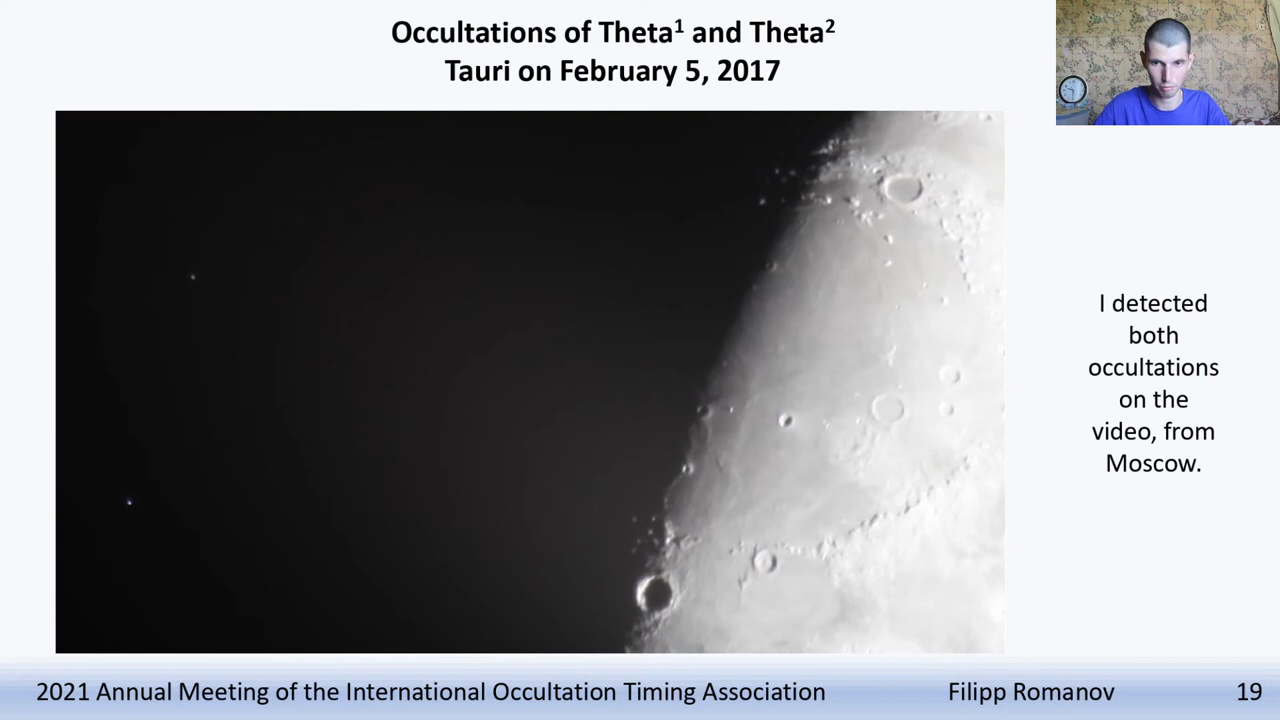 Occultations of Theta¹ and Theta²
Tauri on February 5, 2017
I detected
both
occultations
on the
video, from
Moscow.
2021 Annual Meeting of the International Occultation Timing Association
Filipp Romanov
19